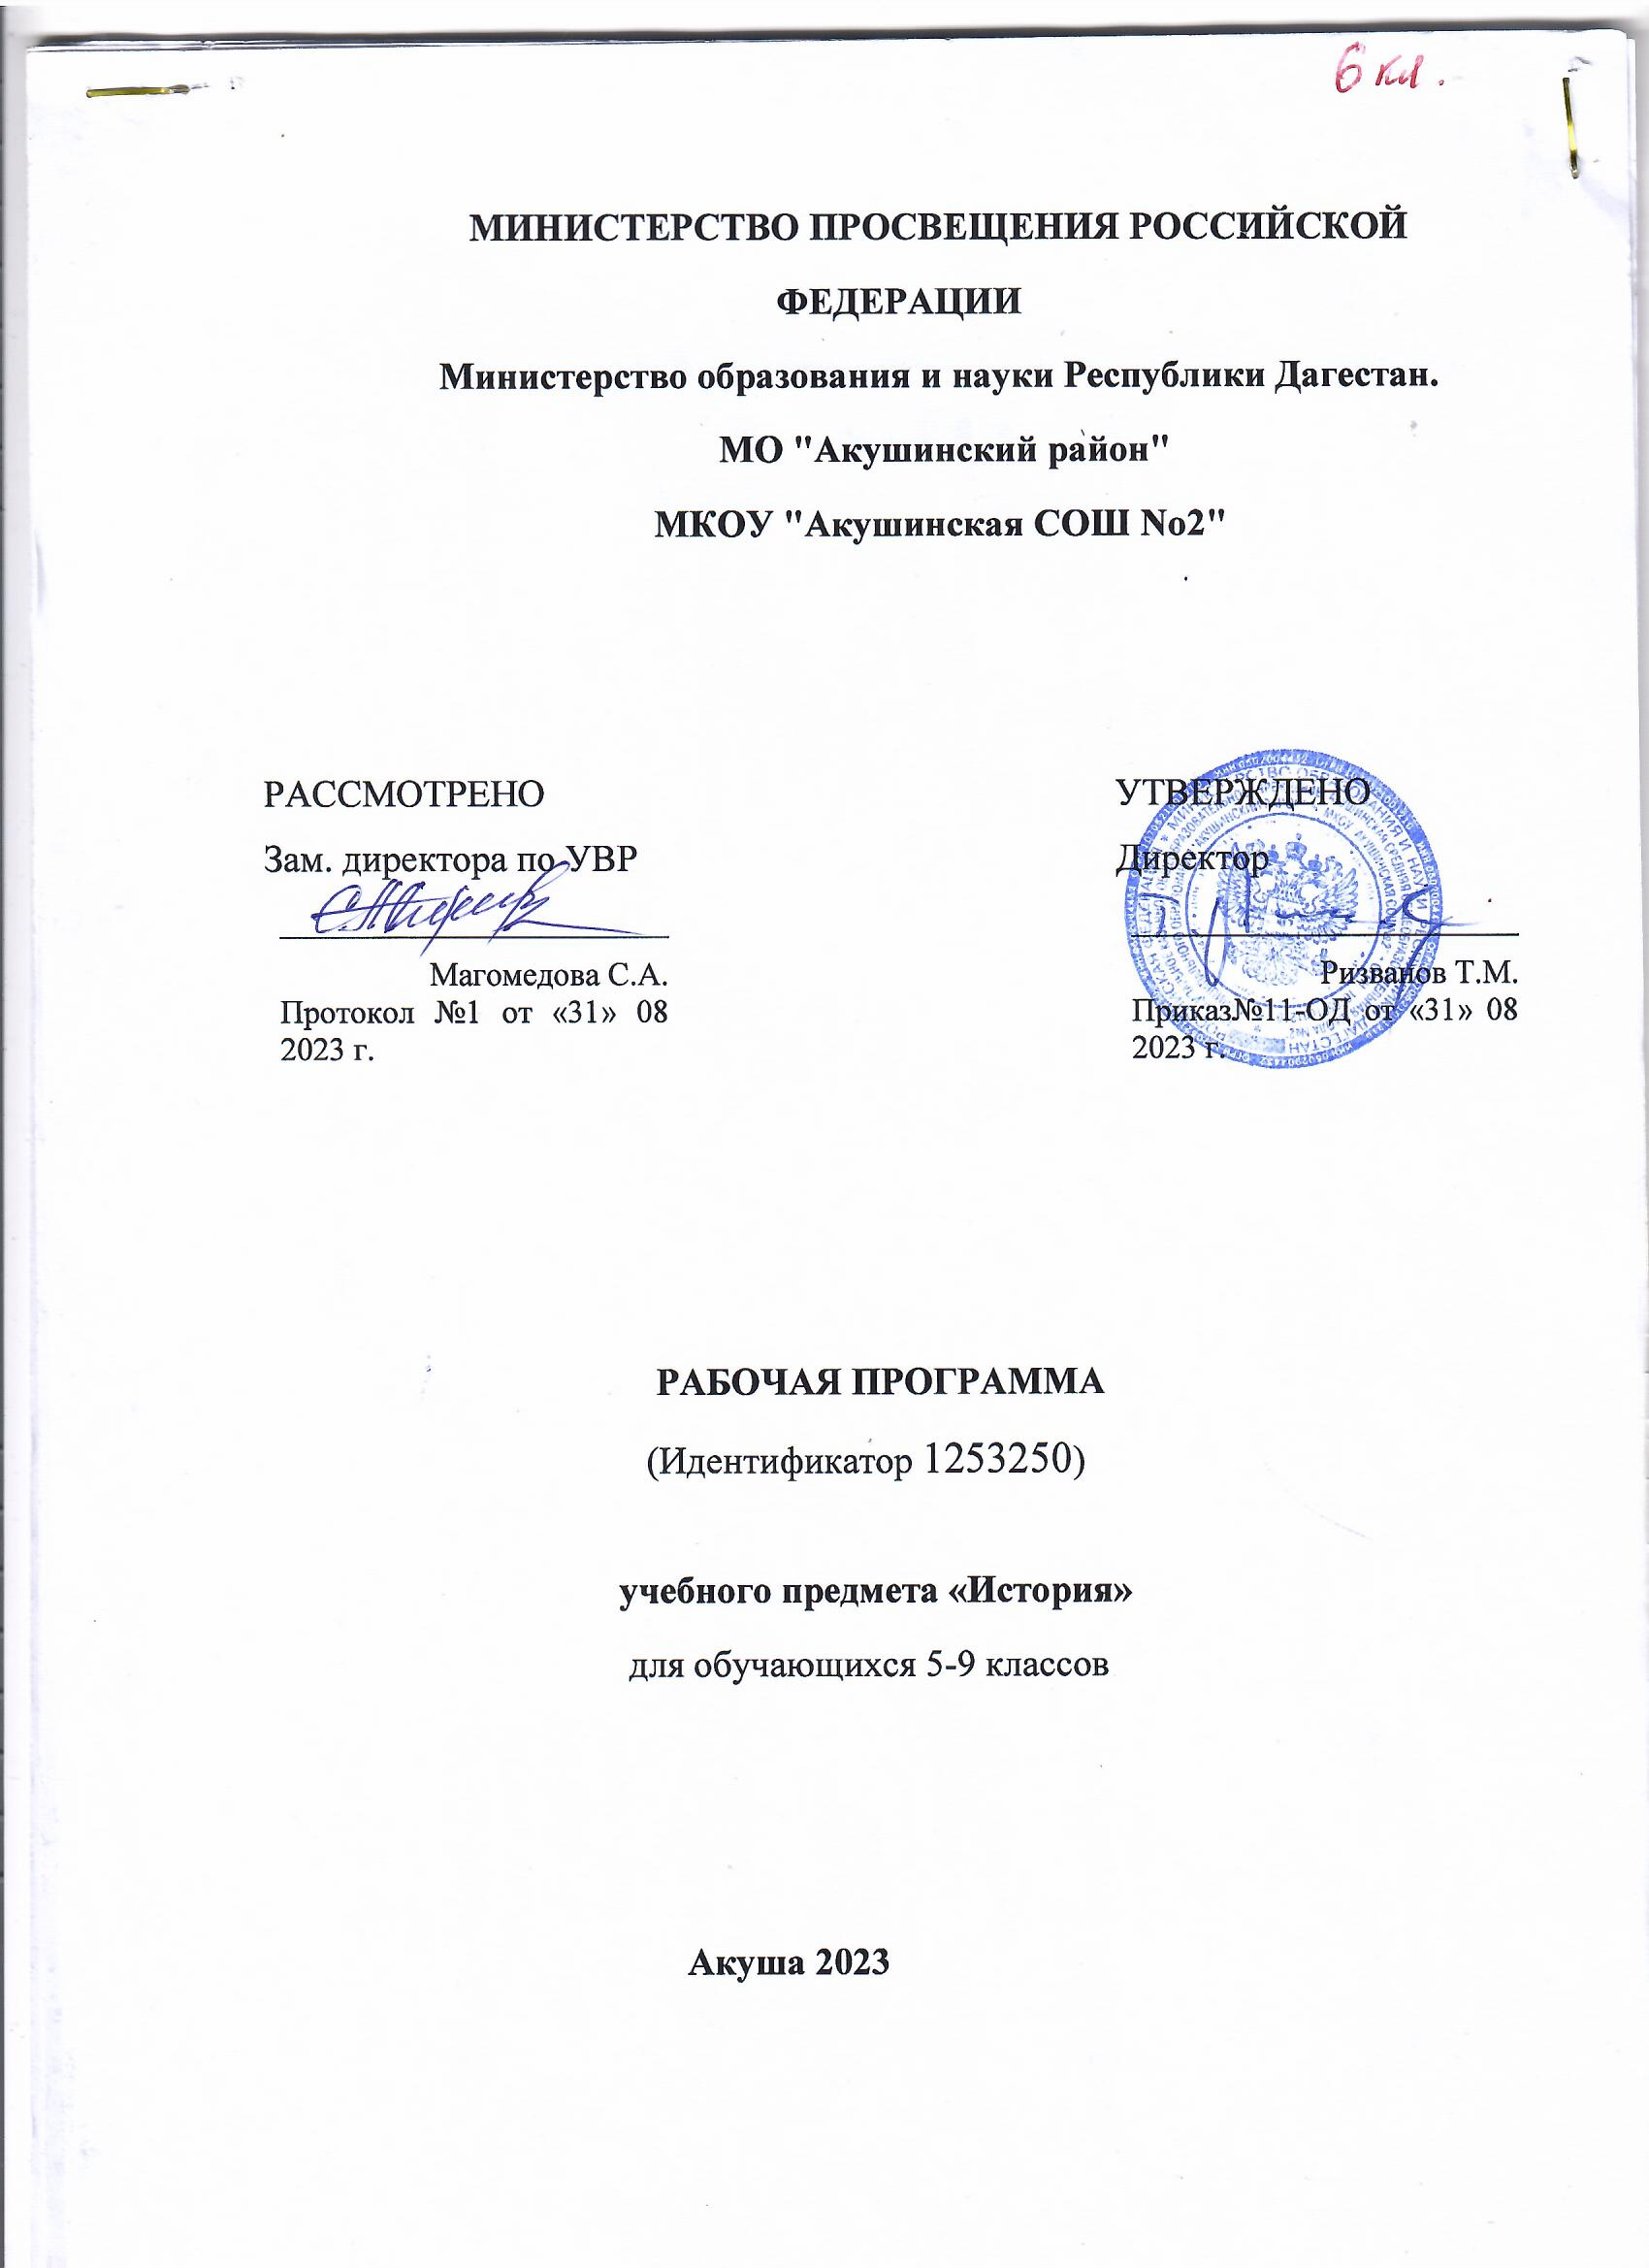 6 кл.
МИНИСТЕРСТВО ПРОСВЕЩЕНИЯ РОССИЙСКОЙ
ФЕДЕРАЦИИ
Министерство образования и науки Республики Дагестан.
МО "Акушинский район"
МКОУ "Акушинская СОШ No2"
РАССМОТРЕНО
Зам. директора по УВР
Магомедова С.А.
Протокол №1 от «31» 08
2023 г.
УТВЕРЖДЕНО
Директор
Ризванов Т.М.
Приказ№11-ОД от «31» 08
2023 г.
РАБОЧАЯ ПРОГРАММА
(Идентификатор 1253250)
учебного предмета «История»
для обучающихся 5-9 классов
Акуша 2023